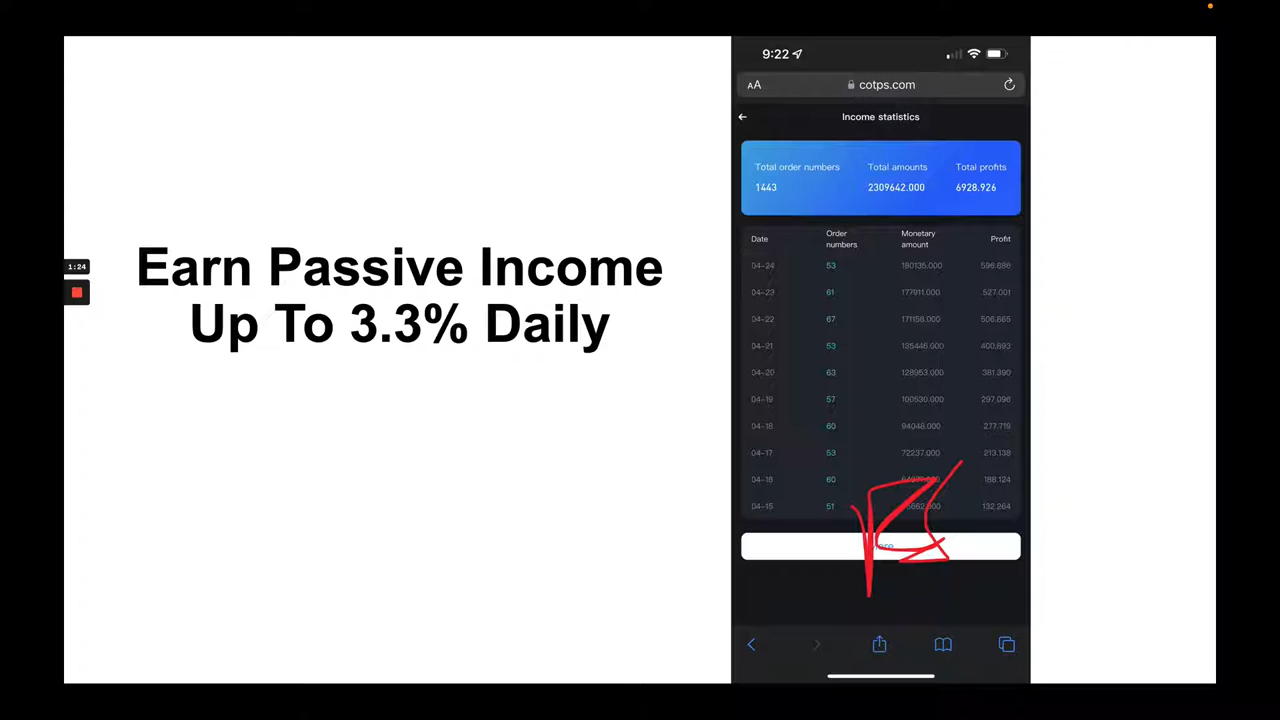 9:22
AA
cotps.com
Income statistics
Total order numbers Total amounts Total profits
1443 2309642.000 6928.926
Date Order numbers Monetary amount Profit
04-24 53 180135.000 596.686
04-23 61 177911.000 527.001
04-22 67 171158.000 506.665
04-21 53 135446.000 400.893
04-20 63 128953.000 381.390
04-19 57 100530.000 297.096
04-18 60 94048.000 277.719
04-17 53 72237.000 213.138
04-16 60 188.124
04-15 51 132.264
1:24
Earn Passive Income
Up To 3.3% Daily